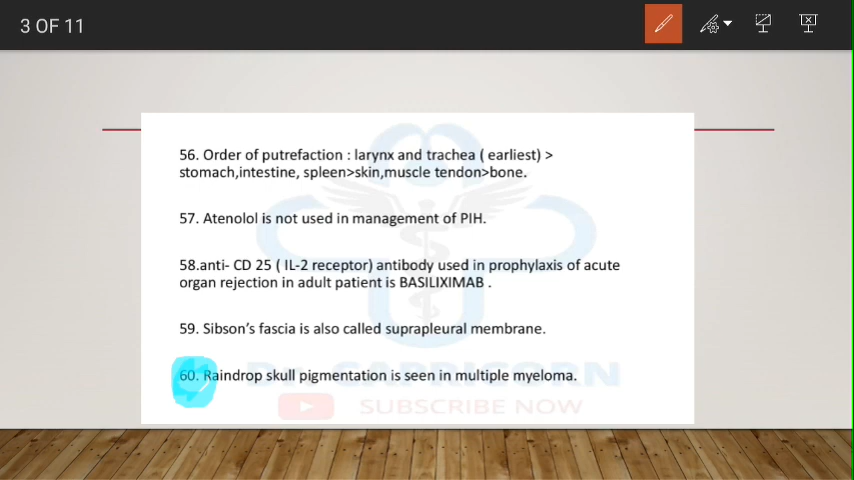 3 OF 11
56. Order of putrefaction : larynx and trachea ( earliest) >
stomach,intestine, spleen>skin,muscle tendon>bone.
57. Atenolol is not used in management of PIH.
58.anti- CD 25 ( IL-2 receptor) antibody used in prophylaxis of acute
organ rejection in adult patient is BASILIXIMAB .
59. Sibson's fascia is also called suprapleural membrane.
60. Raindrop skull pigmentation is seen in multiple myeloma.
CAPRICORN
SUBSCRIBE NOW